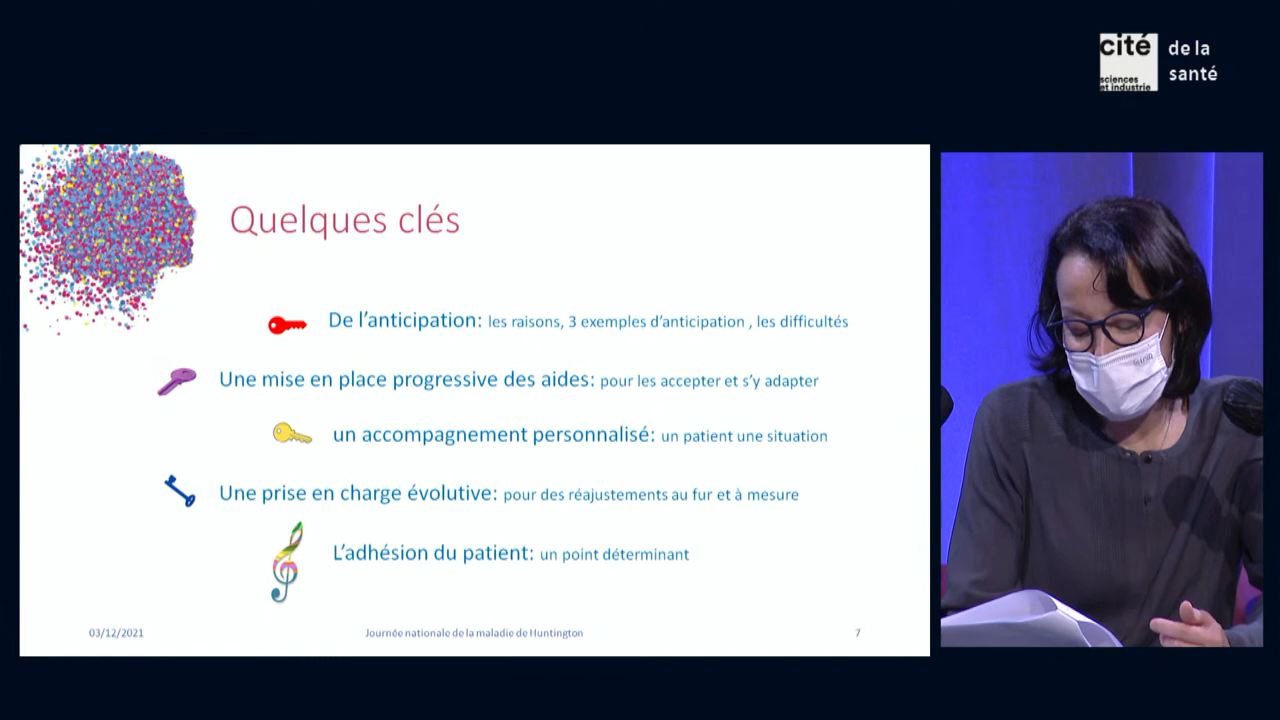 cité
sciences
et industrie
de la
santé
Quelques clés
De l’anticipation: les raisons, 3 exemples d’anticipation , les difficultés
Une mise en place progressive des aides: pour les accepter et s’y adapter
un accompagnement personnalisé: un patient une situation
Une prise en charge évolutive: pour des réajustements au fur et à mesure
L’adhésion du patient: un point déterminant
03/12/2021
Journée nationale de la maladie de Huntington
7